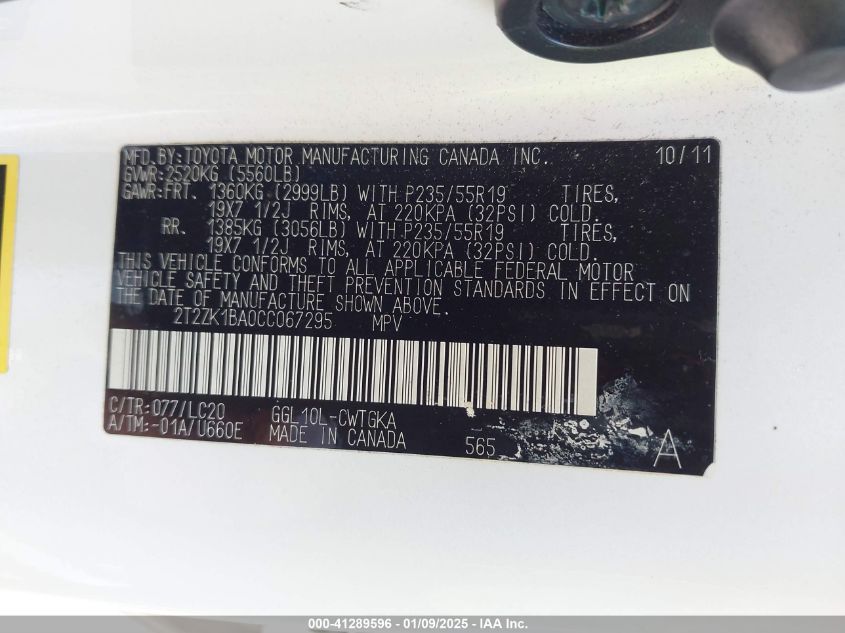 MFD.BY:TOYOTA MOTOR MANUFACTURING CANADA INC. 10/11
GVWR:2520KG (5560LB)
GAWR:FRT. 1360KG (2999LB) WITH P235/55R19 TIRES,
19X7 1/2J RIMS, AT 220KPA (32PSI) COLD.
RR. 1385KG (3056LB) WITH P235/55R19 TIRES,
19X7 1/2J RIMS, AT 220KPA (32PSI) COLD.
THIS VEHICLE CONFORMS TO ALL APPLICABLE FEDERAL MOTOR
VEHICLE SAFETY AND THEFT PREVENTION STANDARDS IN EFFECT ON
THE DATE OF MANUFACTURE SHOWN ABOVE.
2T2ZK1BA0CC067295 MPV
C/TR:077/LC20 GGL10L-CWTGKA
A/TM:-01A/U660E MADE IN CANADA 565 A
000-41289596 - 01/09/2025 - IAA Inc.